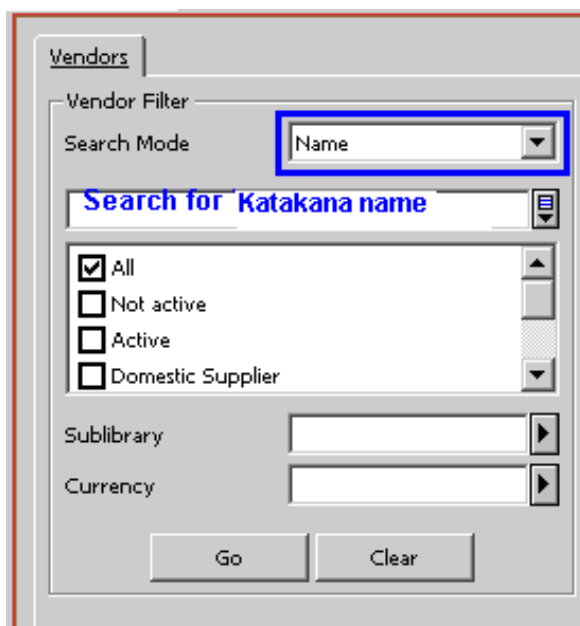 Vendors
Vendor Filter
Search Mode
Name
Search for Katakana name
All
Not active
Active
Domestic Supplier
Sublibrary
Currency
Go
Clear